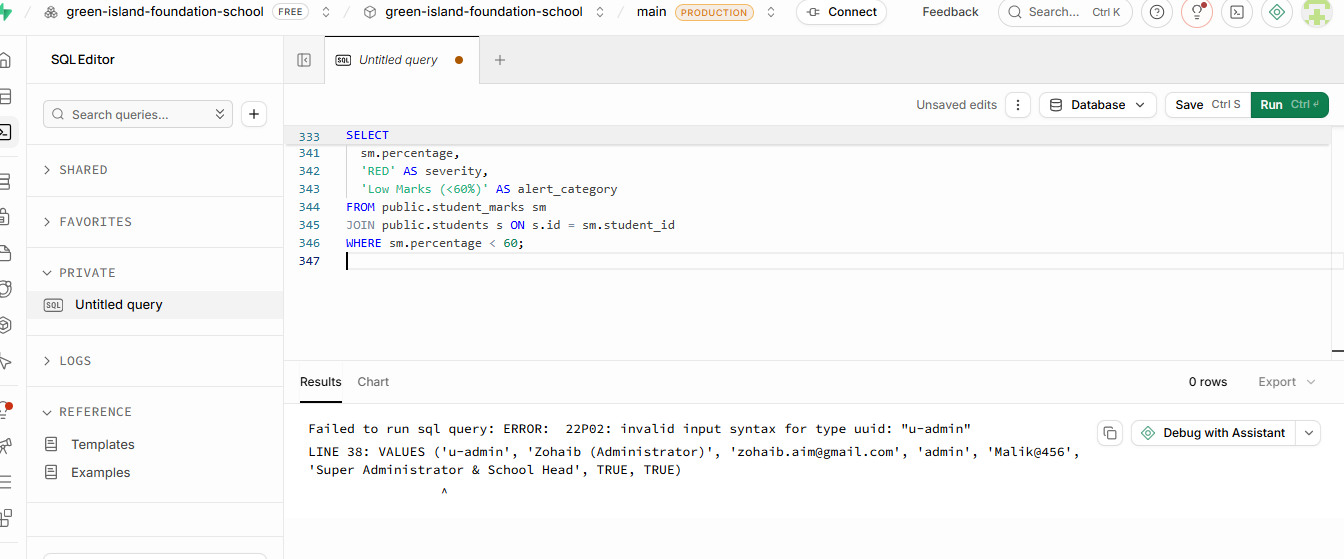 green-island-foundation-school FREE / green-island-foundation-school / main PRODUCTION Connect Feedback Search... Ctrl K
SQL Editor
SQL Untitled query
Search queries...
Unsaved edits Database Save Ctrl S Run Ctrl ↵
SHARED
FAVORITES
PRIVATE
SQL Untitled query
LOGS
REFERENCE
Templates
Examples
333 SELECT
341 sm.percentage,
342 'RED' AS severity,
343 'Low Marks (<60%)' AS alert_category
344 FROM public.student_marks sm
345 JOIN public.students s ON s.id = sm.student_id
346 WHERE sm.percentage < 60;
347
Results Chart 0 rows Export
Failed to run sql query: ERROR:  22P02: invalid input syntax for type uuid: "u-admin"
Debug with Assistant
LINE 38: VALUES ('u-admin', 'Zohaib (Administrator)', 'zohaib.aim@gmail.com', 'admin', 'Malik@456',
'Super Administrator & School Head', TRUE, TRUE)
^